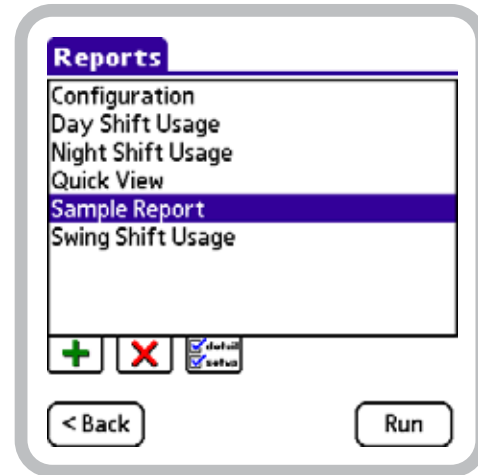 Reports
Configuration
Day Shift Usage
Night Shift Usage
Quick View
Sample Report
Swing Shift Usage
detail
setup
< Back
Run